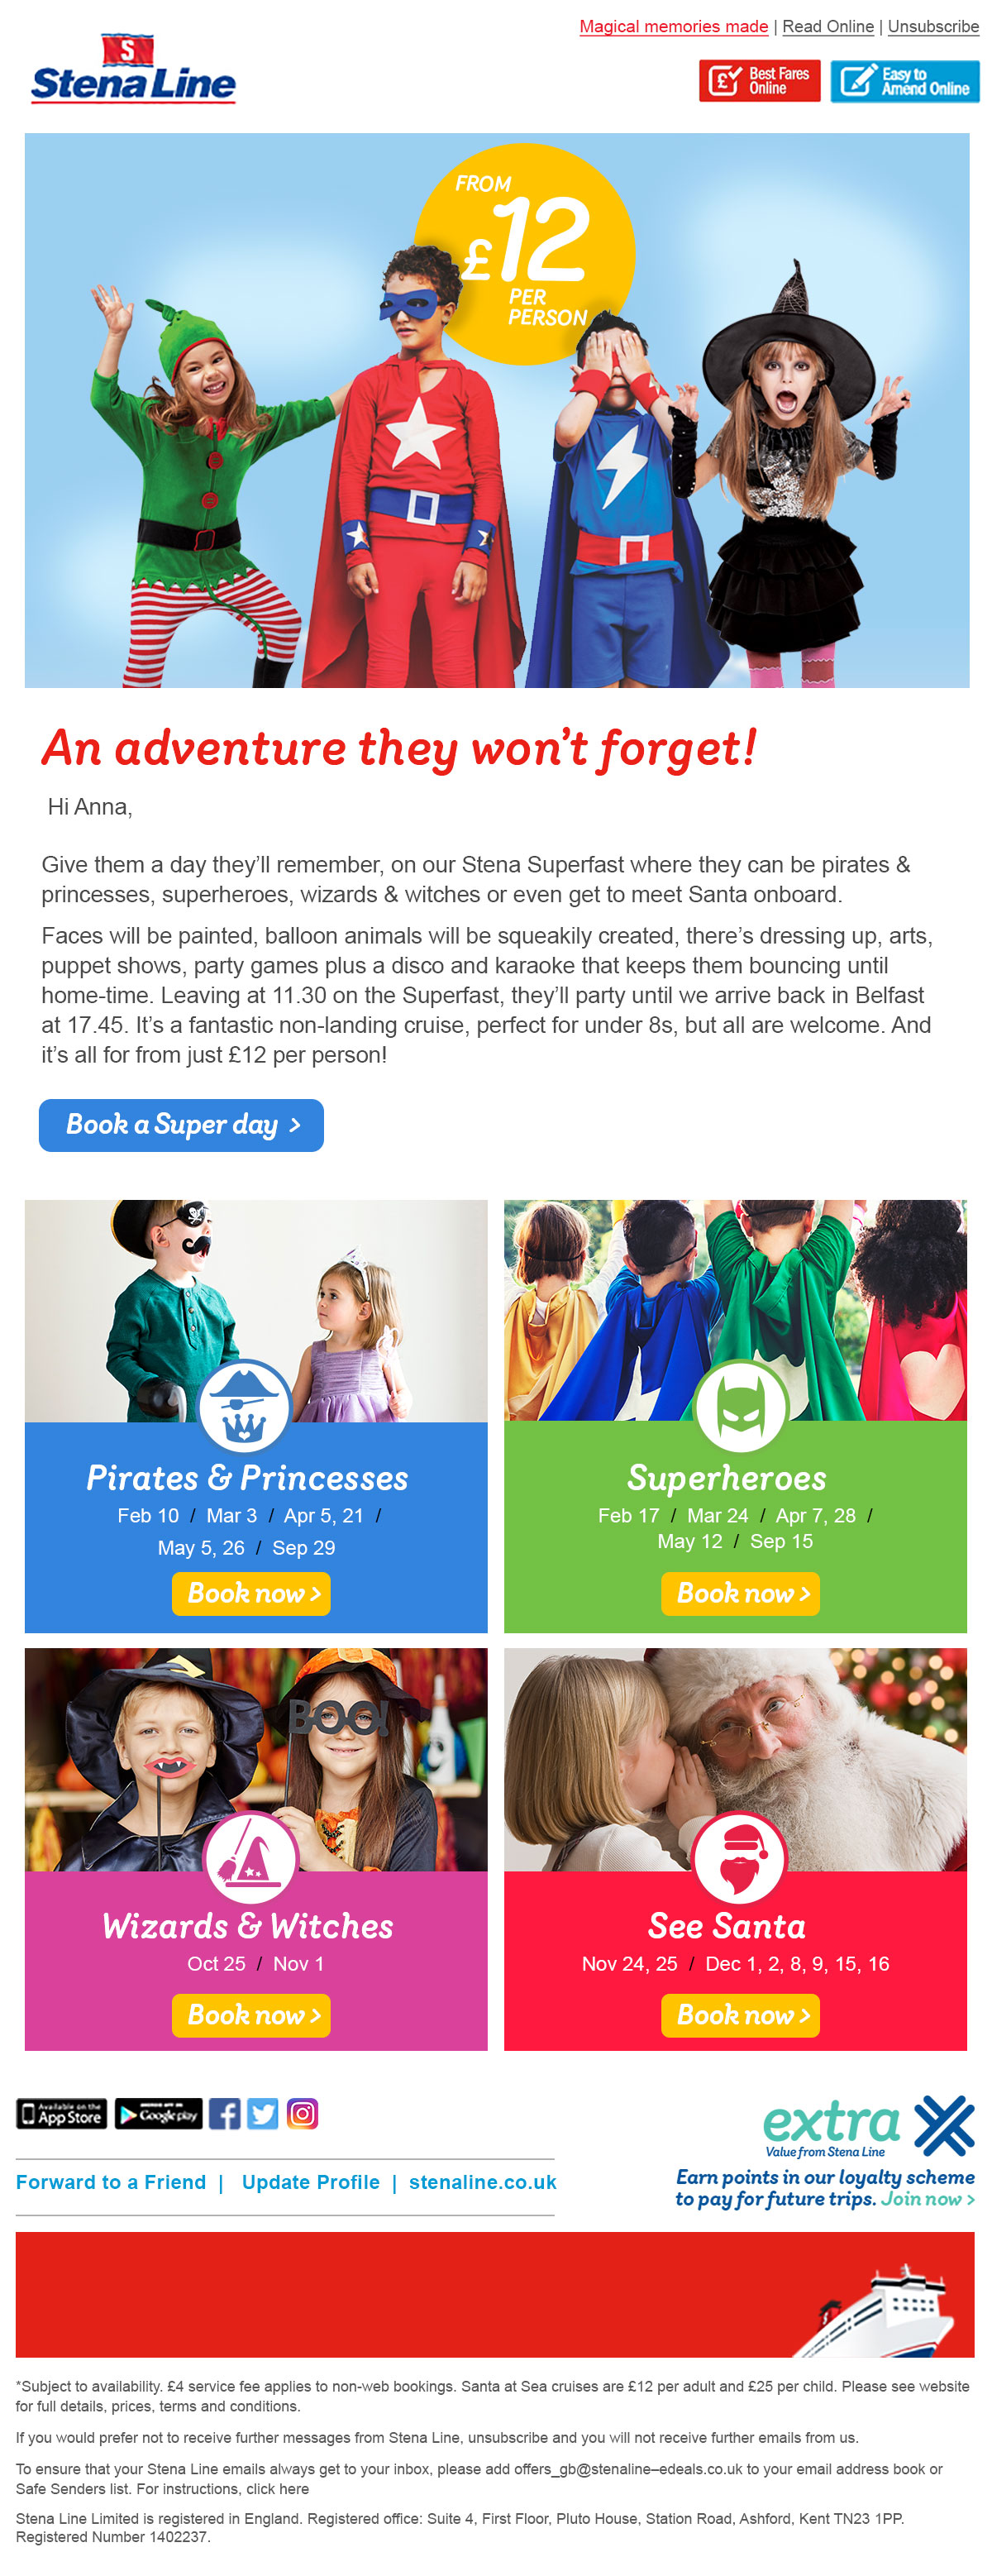 Magical memories made | Read Online | Unsubscribe
S
Stena Line
£
Best Fares
Online
Easy to
Amend Online
FROM
£12
PER
PERSON
An adventure they won't forget!
Hi Anna,
Give them a day they'll remember, on our Stena Superfast where they can be pirates &
princesses, superheroes, wizards & witches or even get to meet Santa onboard.
Faces will be painted, balloon animals will be squeakily created, there's dressing up, arts,
puppet shows, party games plus a disco and karaoke that keeps them bouncing until
home-time. Leaving at 11.30 on the Superfast, they'll party until we arrive back in Belfast
at 17.45. It's a fantastic non-landing cruise, perfect for under 8s, but all are welcome. And
it's all for from just £12 per person!
Book a Super day >
Pirates & Princesses
Feb 10 / Mar 3 / Apr 5, 21 /
May 5, 26 / Sep 29
Book now >
Superheroes
Feb 17 / Mar 24 / Apr 7, 28 /
May 12 / Sep 15
Book now >
BOO!
Wizards & Witches
Oct 25 / Nov 1
Book now >
See Santa
Nov 24, 25 / Dec 1, 2, 8, 9, 15, 16
Book now >
Available on the
App Store
Google play
extra
Value from Stena Line
Forward to a Friend | Update Profile | stenaline.co.uk
Earn points in our loyalty scheme
to pay for future trips. Join now >
*Subject to availability. £4 service fee applies to non-web bookings. Santa at Sea cruises are £12 per adult and £25 per child. Please see website
for full details, prices, terms and conditions.
If you would prefer not to receive further messages from Stena Line, unsubscribe and you will not receive further emails from us.
To ensure that your Stena Line emails always get to your inbox, please add offers_gb@stenaline–edeals.co.uk to your email address book or
Safe Senders list. For instructions, click here
Stena Line Limited is registered in England. Registered office: Suite 4, First Floor, Pluto House, Station Road, Ashford, Kent TN23 1PP.
Registered Number 1402237.